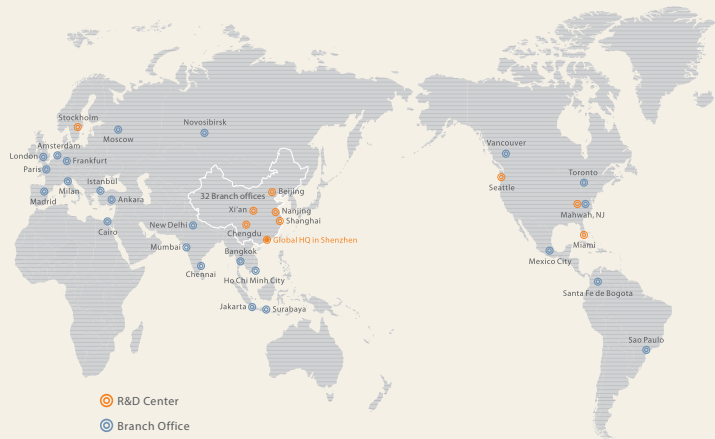 Stockholm
Moscow
Novosibirsk
Amsterdam
London
Frankfurt
Paris
Milan
Istanbul
Madrid
Ankara
Cairo
32 Branch offices
Beijing
Xi'an
Nanjing
Shanghai
Chengdu
Global HQ in Shenzhen
New Delhi
Mumbai
Bangkok
Chennai
Ho Chi Minh City
Jakarta
Surabaya
Vancouver
Seattle
Toronto
Mahwah, NJ
Miami
Mexico City
Santa Fe de Bogota
Sao Paulo
R&D Center
Branch Office